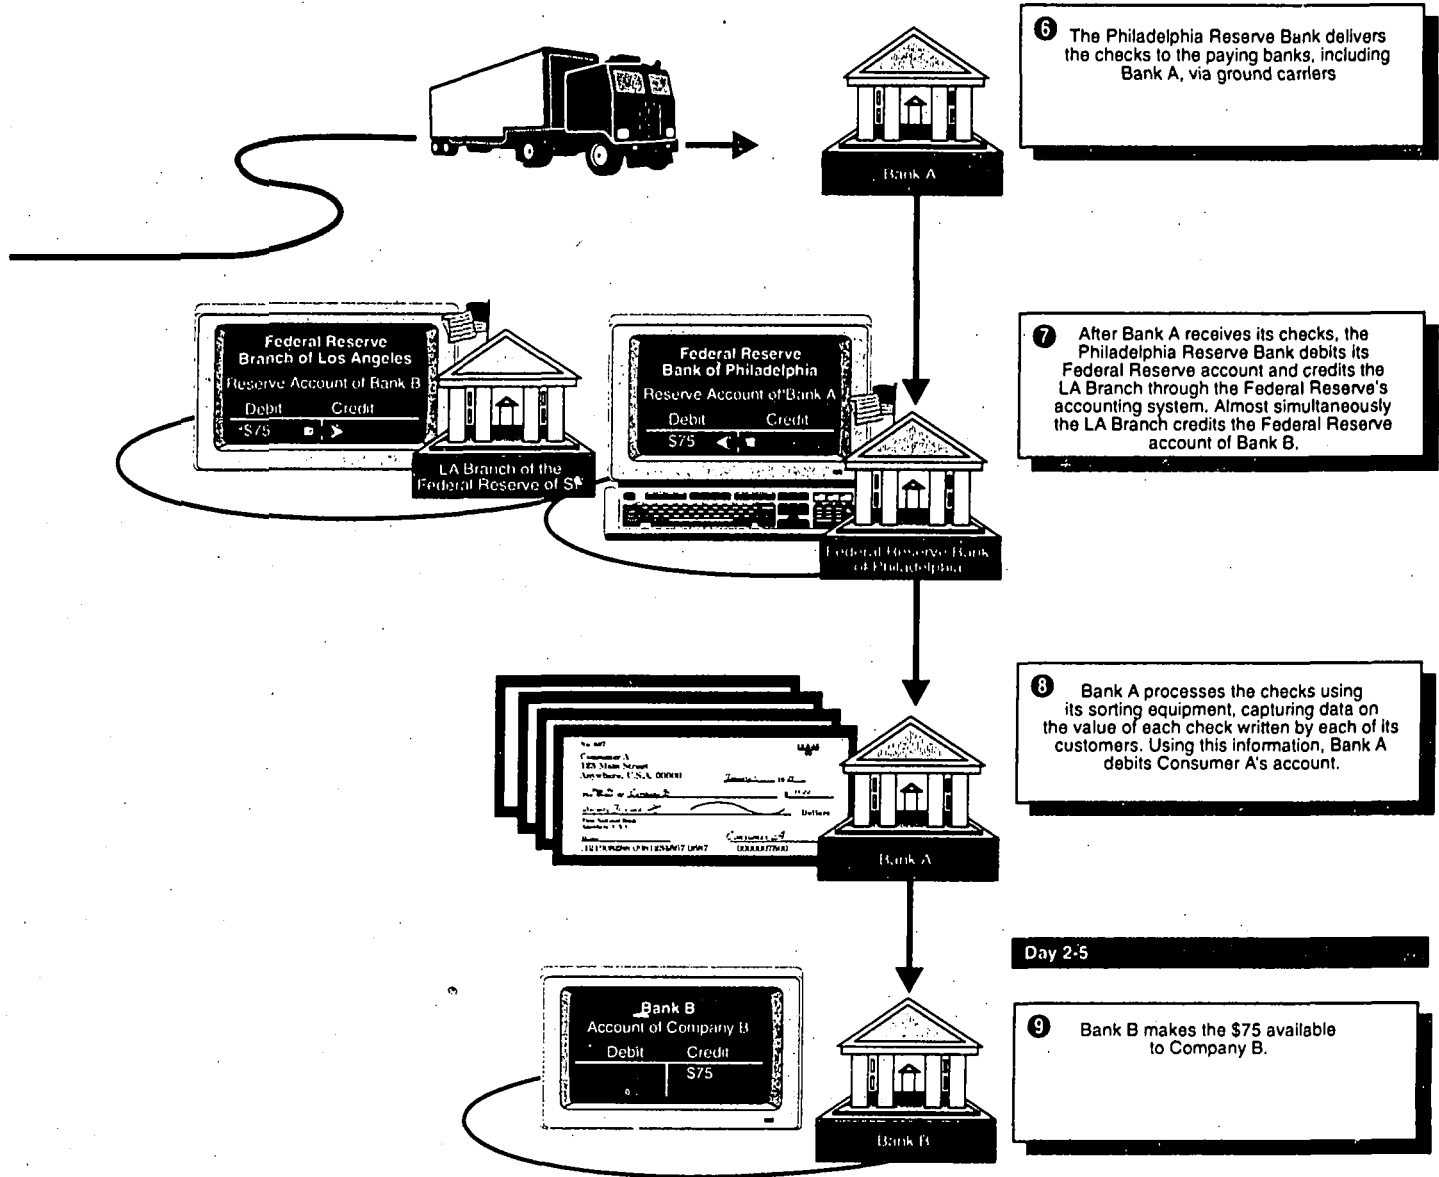 6 The Philadelphia Reserve Bank delivers
the checks to the paying banks, including
Bank A, via ground carriers
Bank A
Federal Reserve
Branch of Los Angeles
Reserve Account of Bank B
Debit Credit
$75
LA Branch of the
Federal Reserve of SF
Federal Reserve
Bank of Philadelphia
Reserve Account of Bank A
Debit Credit
$75
Federal Reserve Bank
of Philadelphia
7 After Bank A receives its checks, the
Philadelphia Reserve Bank debits its
Federal Reserve account and credits the
LA Branch through the Federal Reserve's
accounting system. Almost simultaneously
the LA Branch credits the Federal Reserve
account of Bank B.
8 Bank A processes the checks using
its sorting equipment, capturing data on
the value of each check written by each of its
customers. Using this information, Bank A
debits Consumer A's account.
Consumer A
123 Main Street
Anywhere, U.S.A. 00000
Dollars
Consumer A
Bank A
Day 2-5
Bank B
Account of Company B
Debit Credit
$75
Bank B
9 Bank B makes the $75 available
to Company B.